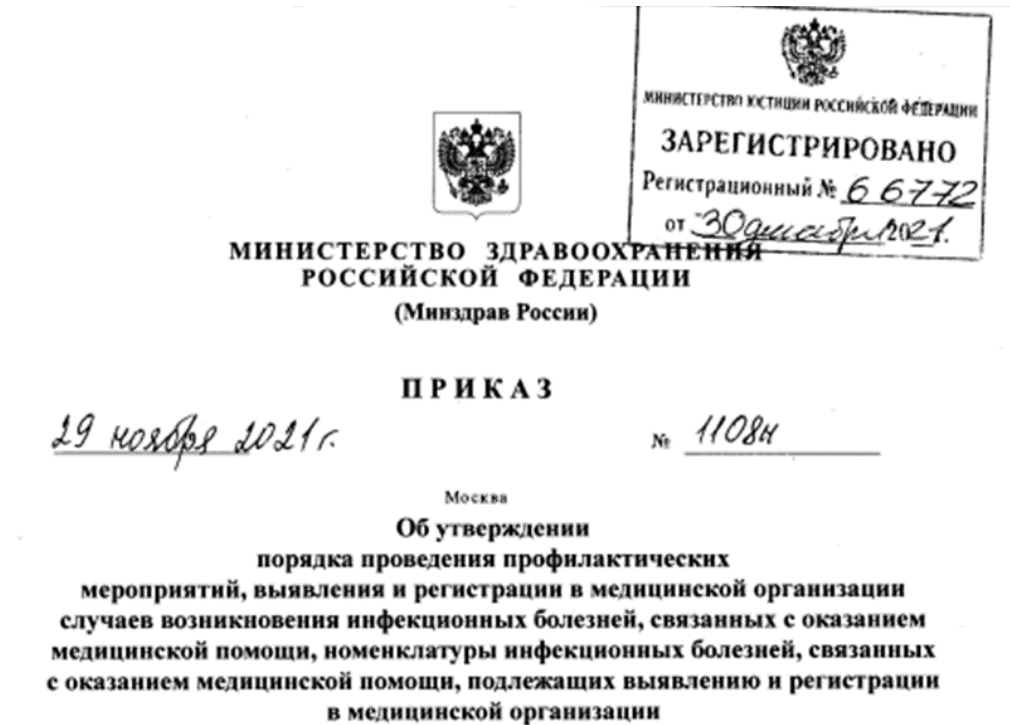 МИНИСТЕРСТВО ЮСТИЦИИ РОССИЙСКОЙ ФЕДЕРАЦИИ
ЗАРЕГИСТРИРОВАНО
Регистрационный № 66772
от "30 декабря 2021.
МИНИСТЕРСТВО ЗДРАВООХРАНЕНИЯ
РОССИЙСКОЙ ФЕДЕРАЦИИ
(Минздрав России)
ПРИКАЗ
29 ноября 2021 г. № 1108н
Москва
Об утверждении
порядка проведения профилактических
мероприятий, выявления и регистрации в медицинской организации
случаев возникновения инфекционных болезней, связанных с оказанием
медицинской помощи, номенклатуры инфекционных болезней, связанных
с оказанием медицинской помощи, подлежащих выявлению и регистрации
в медицинской организации